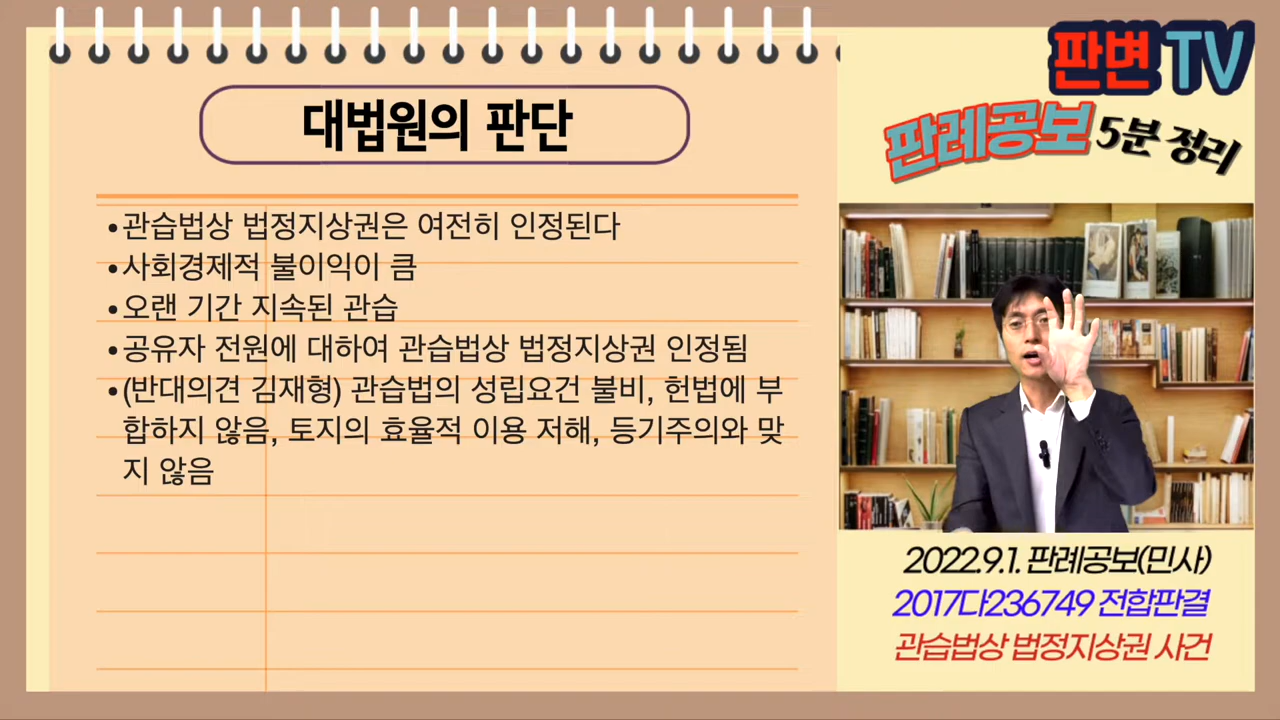 대법원의 판단
•관습법상 법정지상권은 여전히 인정된다
•사회경제적 불이익이 큼
•오랜 기간 지속된 관습
•공유자 전원에 대하여 관습법상 법정지상권 인정됨
•(반대의견 김재형) 관습법의 성립요건 불비, 헌법에 부
합하지 않음, 토지의 효율적 이용 저해, 등기주의와 맞
지 않음
판변 TV
판례공보 5분 정리
2022.9.1. 판례공보(민사)
2017다236749 전합판결
관습법상 법정지상권 사건